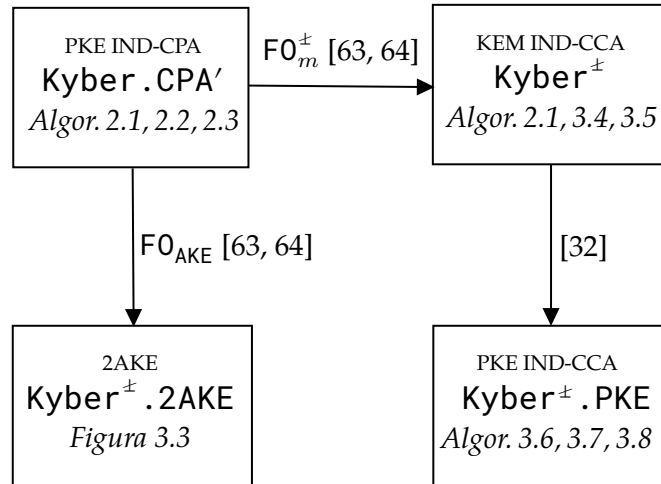 PKE IND-CPA
Kyber.CPA′
Algor. 2.1, 2.2, 2.3
FO^⌿_m [63, 64]
KEM IND-CCA
Kyber^⌿
Algor. 2.1, 3.4, 3.5
FO_AKE [63, 64]
[32]
2AKE
Kyber^⌿.2AKE
Figura 3.3
PKE IND-CCA
Kyber^⌿.PKE
Algor. 3.6, 3.7, 3.8